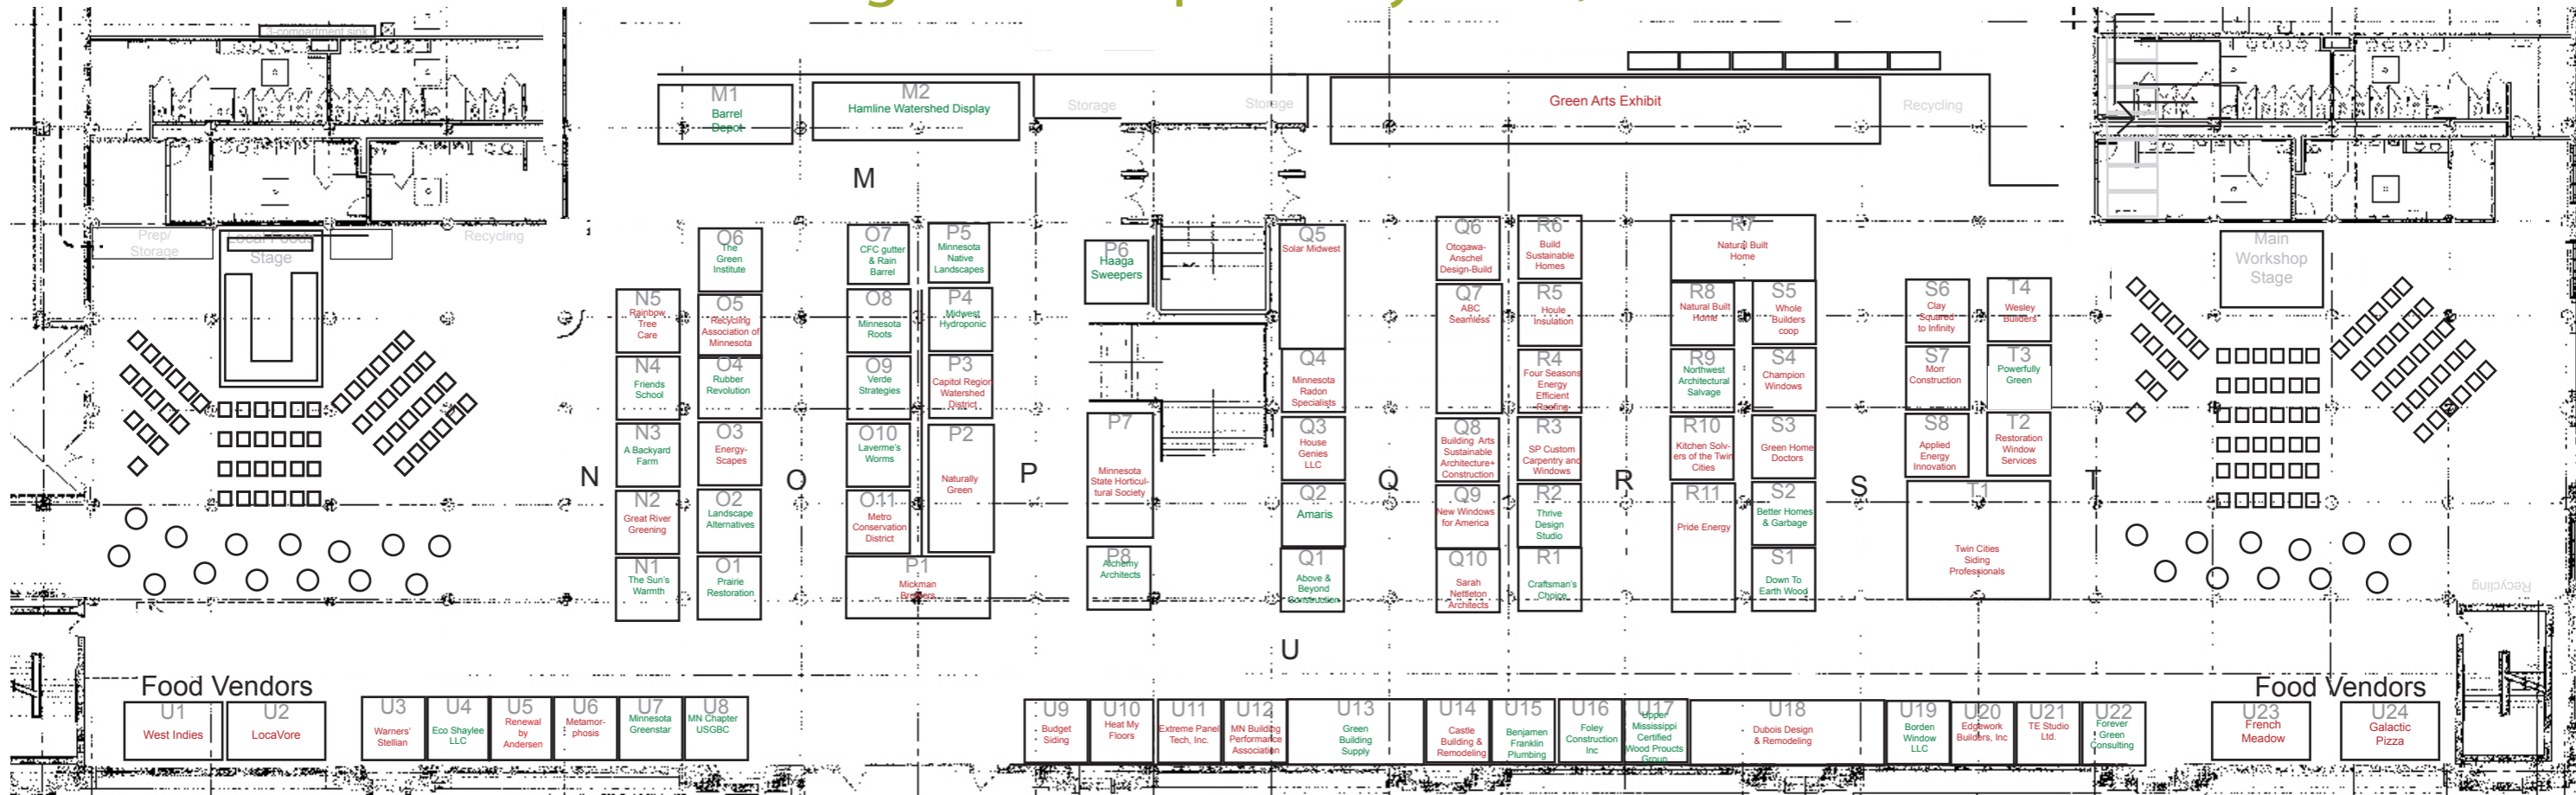 3-compartment sink
M1
Barrel
Depot
M2
Hamline Watershed Display
Storage
Storage
Green Arts Exhibit
Recycling
M
Prep/
Storage
Local Foods
Stage
Recycling
Main
Workshop
Stage
O6
The
Green
Institute
O7
CFC gutter
& Rain
Barrel
P5
Minnesota
Native
Landscapes
P6
Haaga
Sweepers
Q5
Solar Midwest
Q6
Otogawa-
Anschel
Design-Build
R6
Build
Sustainable
Homes
R7
Natural Built
Home
N5
Rainbow
Tree
Care
O5
Recycling
Association of
Minnesota
O8
Minnesota
Roots
P4
Midwest
Hydroponic
Q7
ABC
Seamless
R5
Houle
Insulation
R8
Natural Built
Home
S5
Whole
Builders
coop
S6
Clay
Squared
to Infinity
T4
Wesley
Builders
N4
Friends
School
O4
Rubber
Revolution
O9
Verde
Strategies
P3
Capitol Region
Watershed
District
Q4
Minnesota
Radon
Specialists
R4
Four Seasons
Energy
Efficient
Roofing
R9
Northwest
Architectural
Salvage
S4
Champion
Windows
S7
Morr
Construction
T3
Powerfully
Green
N3
A Backyard
Farm
O3
Energy-
Scapes
O10
Laverme's
Worms
P2
Naturally
Green
P7
Minnesota
State Horticul-
tural Society
Q3
House
Genies
LLC
Q8
Building Arts
Sustainable
Architecture+
Construction
R3
SP Custom
Carpentry and
Windows
R10
Kitchen Solv-
ers of the Twin
Cities
S3
Green Home
Doctors
S8
Applied
Energy
Innovation
T2
Restoration
Window
Services
N
O
P
Q
R
S
T
N2
Great River
Greening
O2
Landscape
Alternatives
O11
Metro
Conservation
District
Q2
Amaris
Q9
New Windows
for America
R2
Thrive
Design
Studio
R11
Pride Energy
S2
Better Homes
& Garbage
T1
Twin Cities
Siding
Professionals
N1
The Sun's
Warmth
O1
Prairie
Restoration
P1
Mickman
Brothers
P8
Alchemy
Architects
Q1
Above &
Beyond
Construction
Q10
Sarah
Nettleton
Architects
R1
Craftsman's
Choice
S1
Down To
Earth Wood
Recycling
U
Food Vendors
Food Vendors
U1
West Indies
U2
LocaVore
U3
Warners'
Stellian
U4
Eco Shaylee
LLC
U5
Renewal
by
Andersen
U6
Metamor-
phosis
U7
Minnesota
Greenstar
U8
MN Chapter
USGBC
U9
Budget
Siding
U10
Heat My
Floors
U11
Extreme Panel
Tech, Inc.
U12
MN Building
Performance
Association
U13
Green
Building
Supply
U14
Castle
Building &
Remodeling
U15
Benjamen
Franklin
Plumbing
U16
Foley
Construction
Inc
U17
Upper
Mississippi
Certified
Wood Proucts
Group
U18
Dubois Design
& Remodeling
U19
Borden
Window
LLC
U20
Edgework
Builders, Inc
U21
TE Studio
Ltd.
U22
Forever
Green
Consulting
U23
French
Meadow
U24
Galactic
Pizza